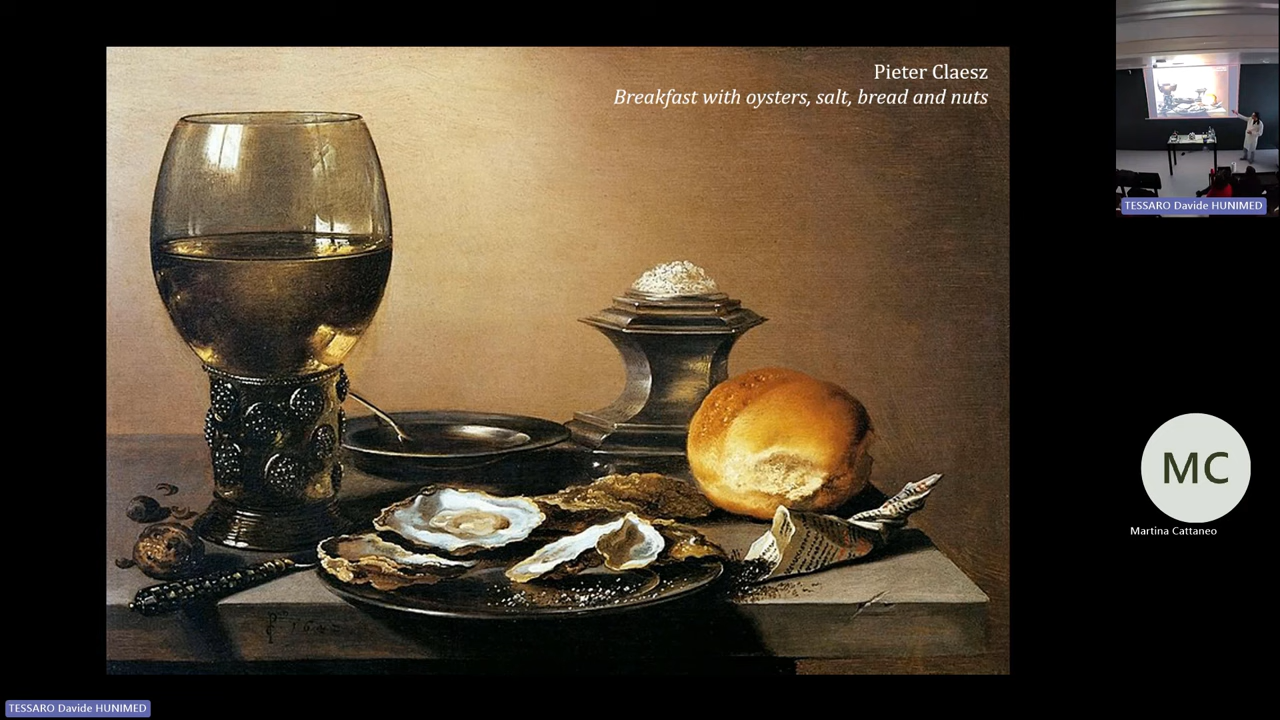 Pieter Claesz
Breakfast with oysters, salt, bread and nuts
TESSARO Davide HUNIMED
MC
Martina Cattaneo
TESSARO Davide HUNIMED